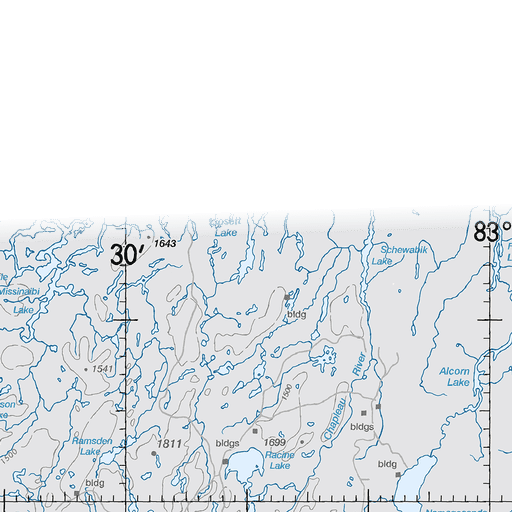 83°
30′
1643
Lake
Schewabik
Lake
Missinaibi
Lake
bldg
1541
River
Alcorn
Lake
1500
Chapleau
bldgs
Ramsden
Lake
1811
bldgs
1699
Racine
Lake
1500
bldg
bldg